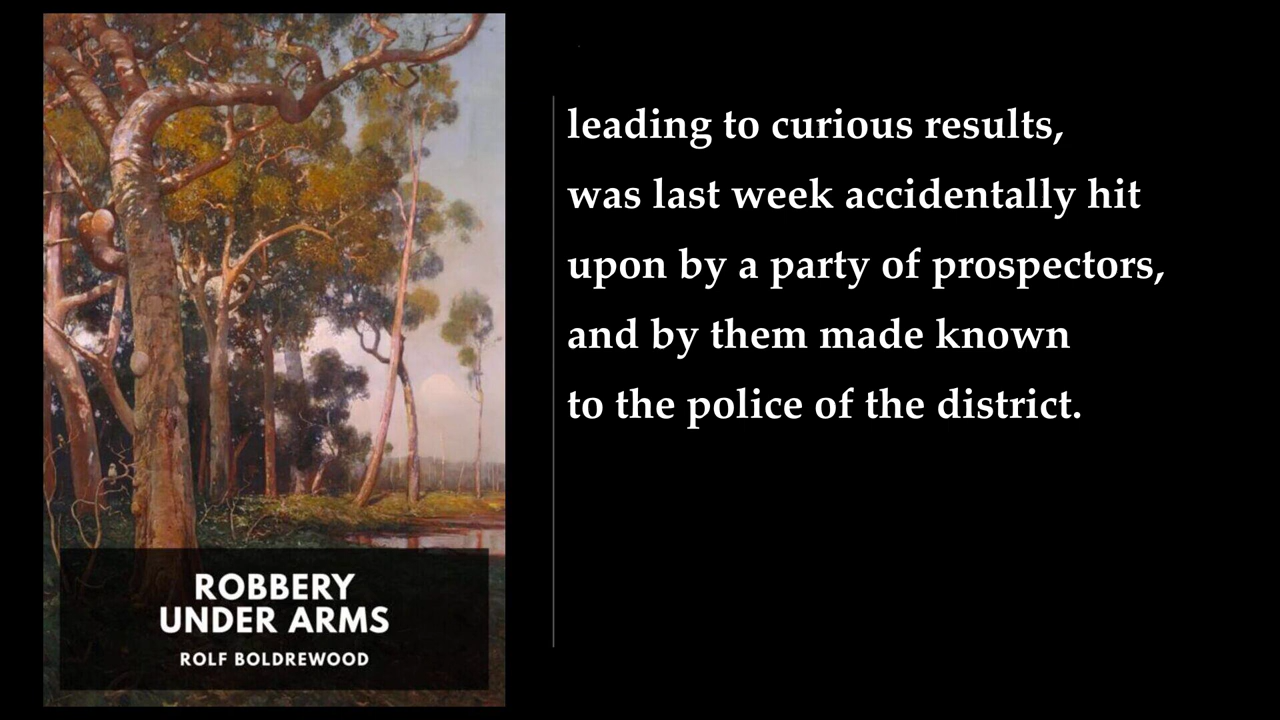 ROBBERY
UNDER ARMS
ROLF BOLDREWOOD
leading to curious results,
was last week accidentally hit
upon by a party of prospectors,
and by them made known
to the police of the district.